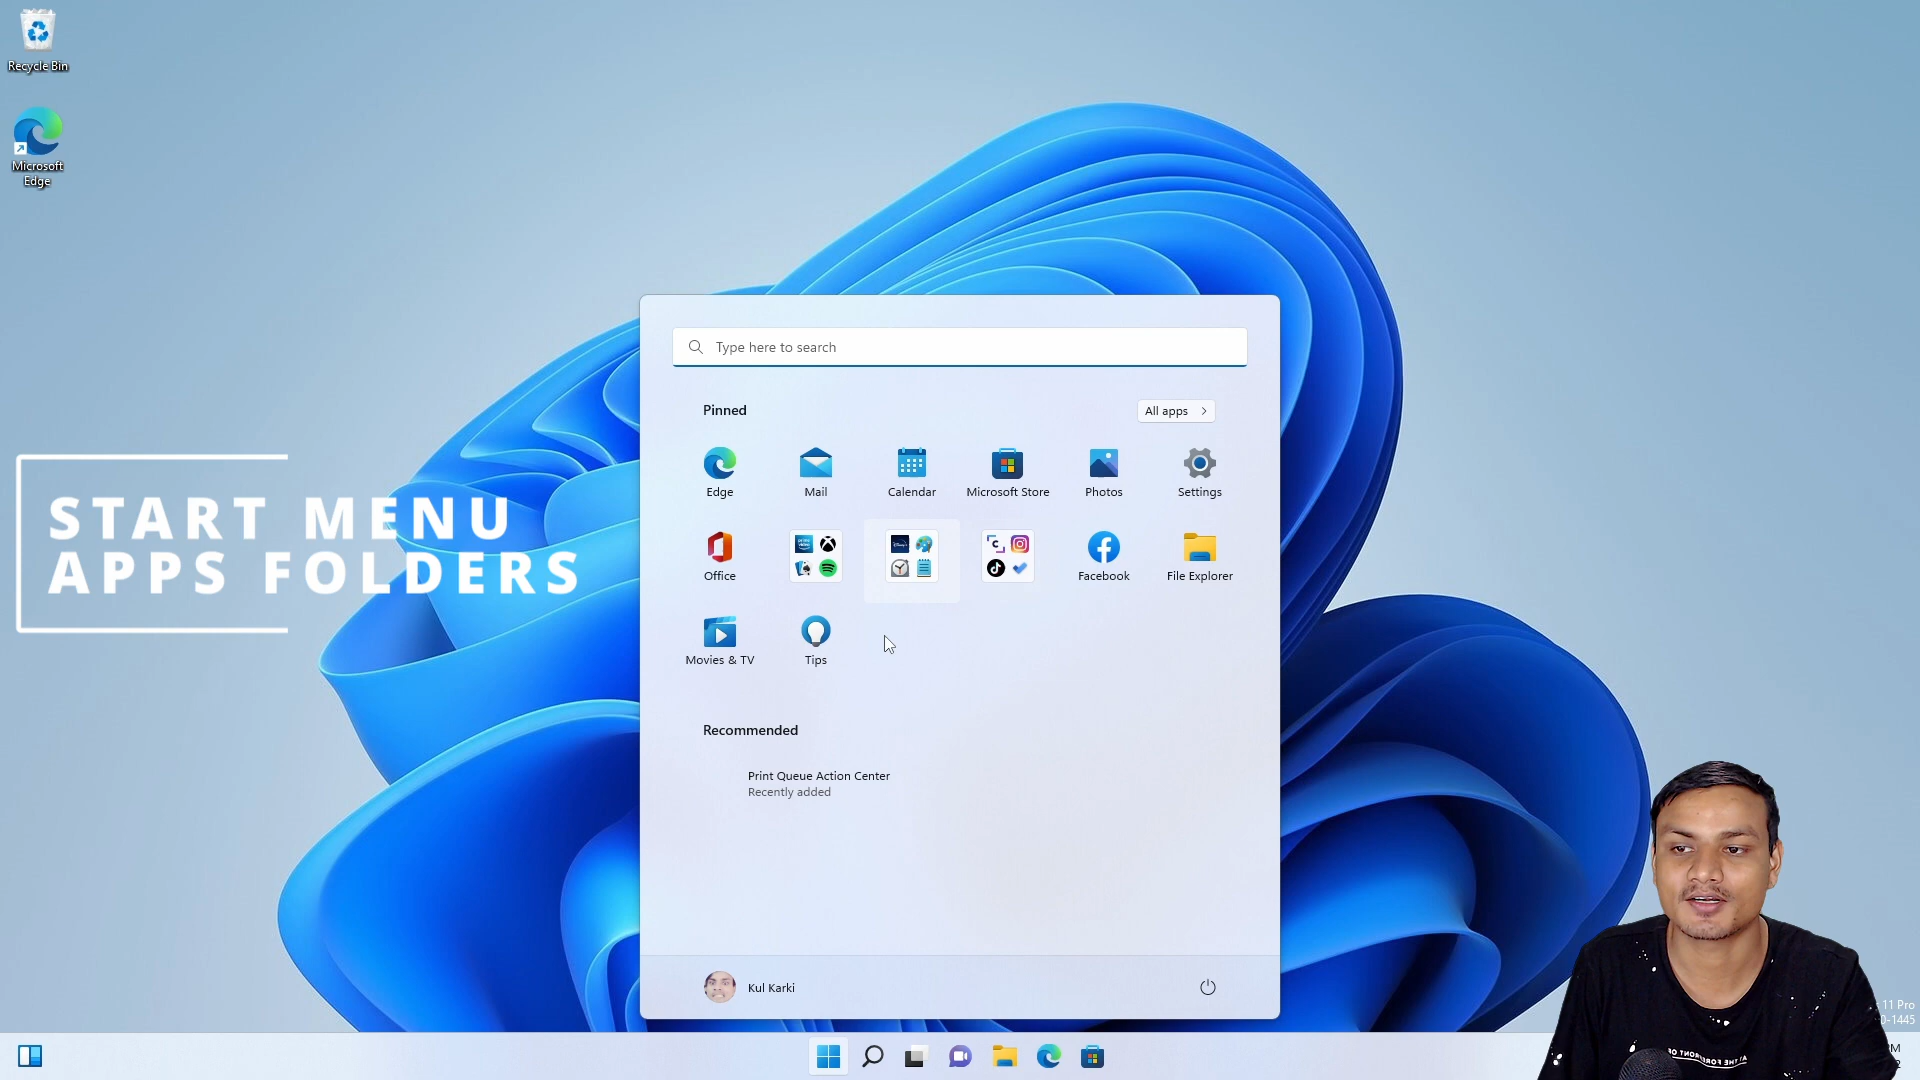 Recycle Bin
Microsoft
Edge
START MENU
APPS FOLDERS
Type here to search
Pinned
All apps
Edge
Mail
Calendar
Microsoft Store
Photos
Settings
Office
Facebook
File Explorer
Movies & TV
Tips
Recommended
Print Queue Action Center
Recently added
Kul Karki
11 Pro